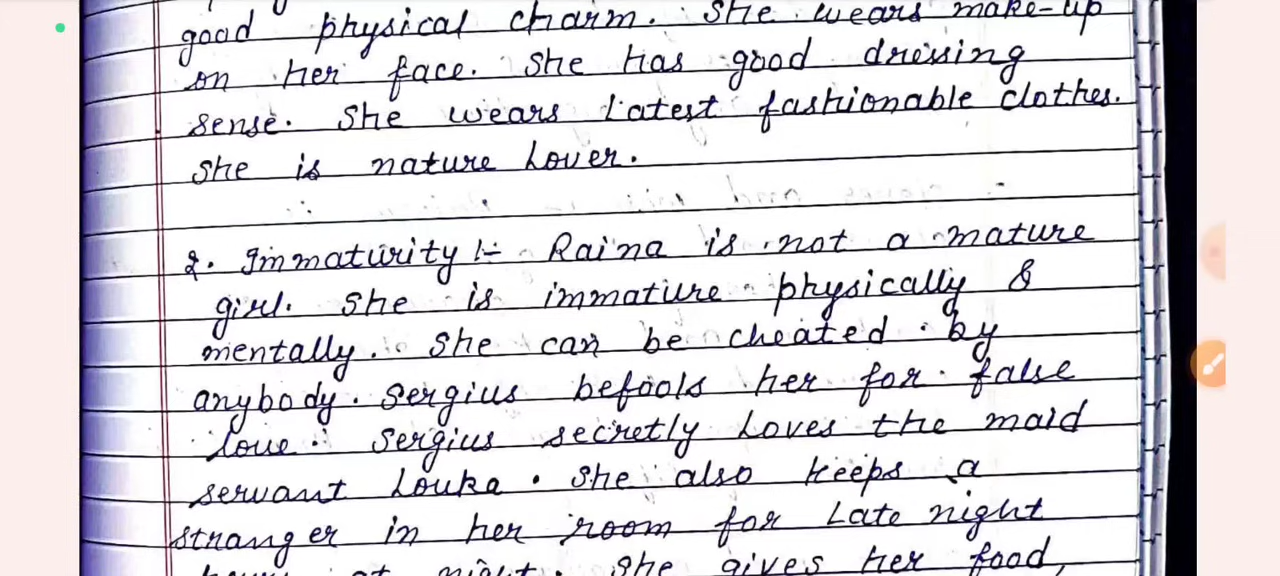 good physical charm. She wears make-up
on her face. She has good dressing
sense. She wears Latest fashionable clothes.
She is nature Lover.
2. Immaturity :- Raina is not a mature
girl. She is immature physically &
mentally. She can be cheated by
anybody. Sergius befools her for false
love. Sergius secretly Loves the maid
servant Louka. She also keeps a
stranger in her room for Late night
hours at night. She gives her food,